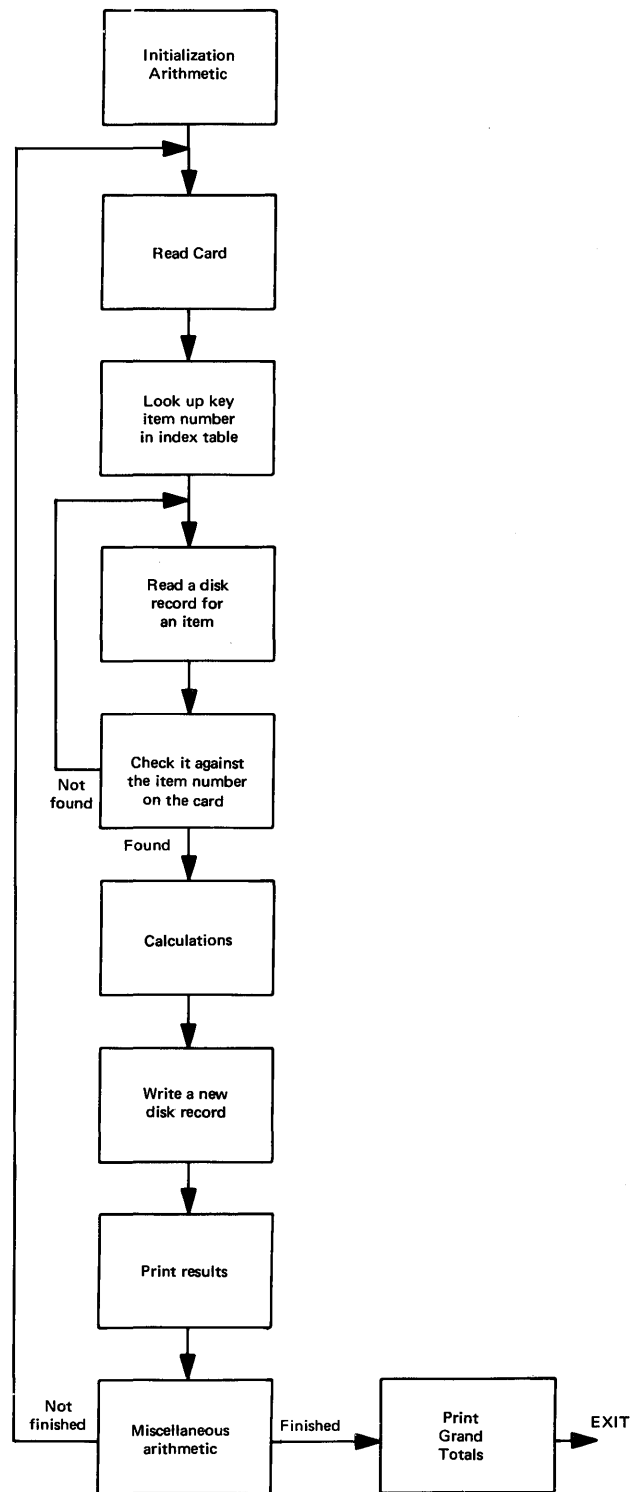 Initialization
Arithmetic
Read Card
Look up key
item number
in index table
Read a disk
record for
an item
Check it against
the item number
on the card
Not
found
Found
Calculations
Write a new
disk record
Print results
Not
finished
Miscellaneous
arithmetic
Finished
Print
Grand
Totals
EXIT